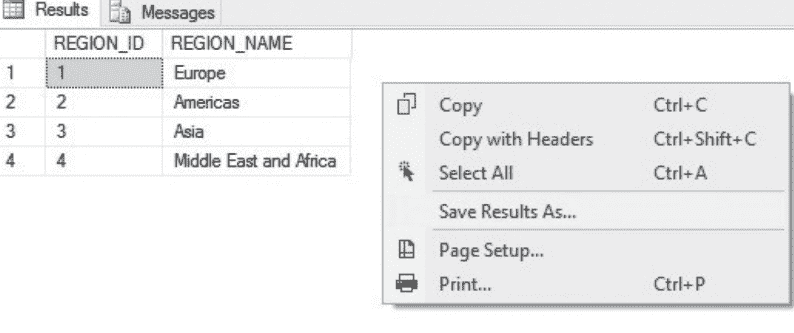 Results Messages
REGION_ID REGION_NAME
1 1 Europe
2 2 Americas
3 3 Asia
4 4 Middle East and Africa
Copy Ctrl+C
Copy with Headers Ctrl+Shift+C
Select All Ctrl+A
Save Results As...
Page Setup...
Print... Ctrl+P